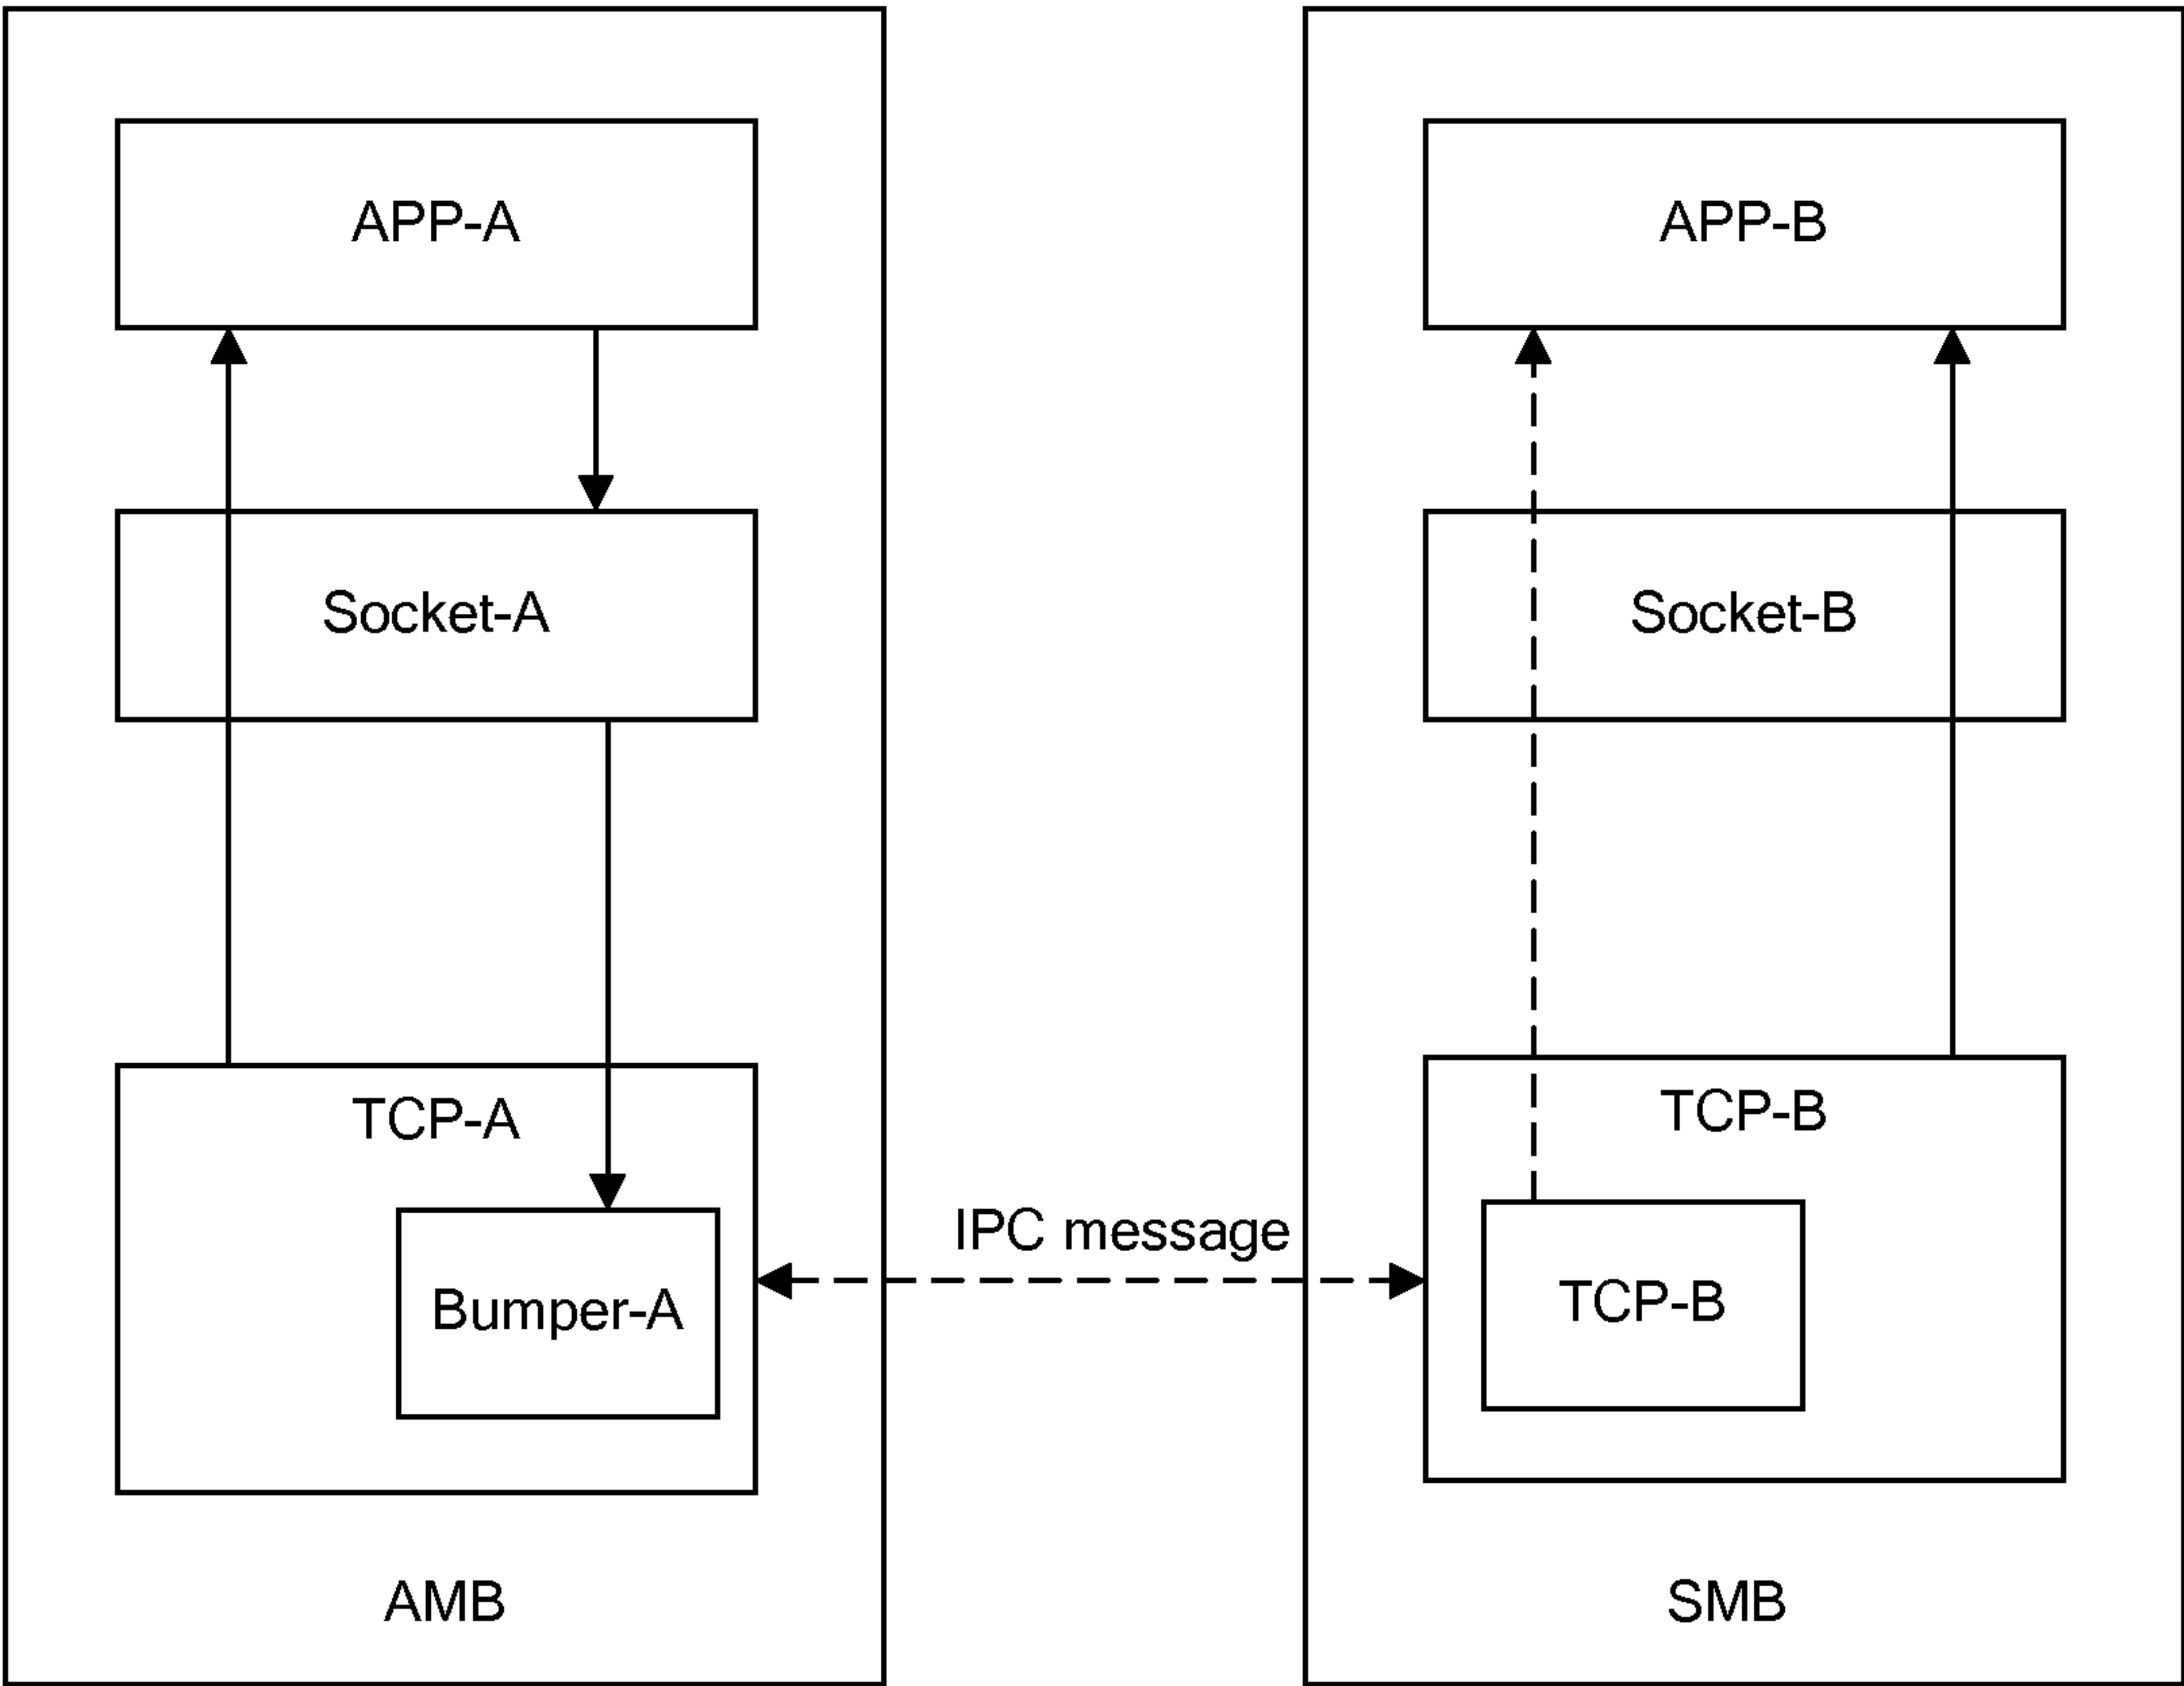 APP-A
APP-B
Socket-A
Socket-B
TCP-A
TCP-B
IPC message
Bumper-A
TCP-B
AMB
SMB